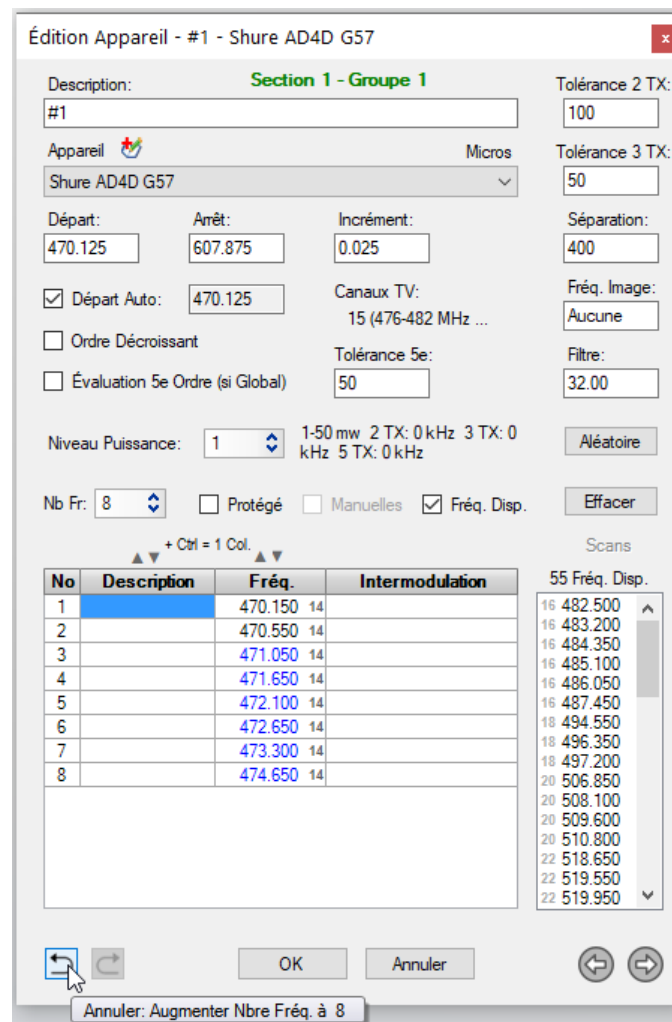 Édition Appareil - #1 - Shure AD4D G57
x
Description:
Section 1 - Groupe 1
Tolérance 2 TX:
#1
100
Appareil
Micros
Tolérance 3 TX:
Shure AD4D G57
50
Départ:
Arrêt:
Incrément:
Séparation:
470.125
607.875
0.025
400
Départ Auto:
470.125
Canaux TV:
15 (476-482 MHz ...
Fréq. Image:
Aucune
Ordre Décroissant
Tolérance 5e:
Filtre:
Évaluation 5e Ordre (si Global)
50
32.00
Niveau Puissance:
1
1-50 mw 2 TX: 0 kHz 3 TX: 0
kHz 5 TX: 0 kHz
Aléatoire
Nb Fr:
8
Protégé
Manuelles
Fréq. Disp.
Effacer
+ Ctrl = 1 Col.
Scans
No Description Fréq. Intermodulation
1 470.150 14
2 470.550 14
3 471.050 14
4 471.650 14
5 472.100 14
6 472.650 14
7 473.300 14
8 474.650 14
55 Fréq. Disp.
16 482.500
16 483.200
16 484.350
16 485.100
16 486.050
16 487.450
18 494.550
18 496.350
18 497.200
20 506.850
20 508.100
20 509.600
20 510.800
22 518.650
22 519.550
22 519.950
OK
Annuler
Annuler: Augmenter Nbre Fréq. à 8